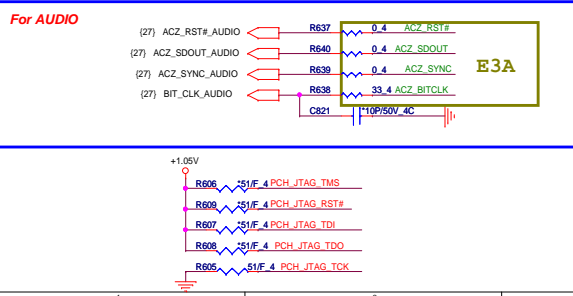 For AUDIO
{27} ACZ_RST#_AUDIO R637 0_4 ACZ_RST#
{27} ACZ_SDOUT_AUDIO R640 0_4 ACZ_SDOUT
{27} ACZ_SYNC_AUDIO R639 0_4 ACZ_SYNC
E3A
{27} BIT_CLK_AUDIO R638 33_4 ACZ_BITCLK
C821 *10P/50V_4C
+1.05V
R606 *51/F_4 PCH_JTAG_TMS
R609 *51/F_4 PCH_JTAG_RST#
R607 *51/F_4 PCH_JTAG_TDI
R608 *51/F_4 PCH_JTAG_TDO
R605 51/F_4 PCH_JTAG_TCK